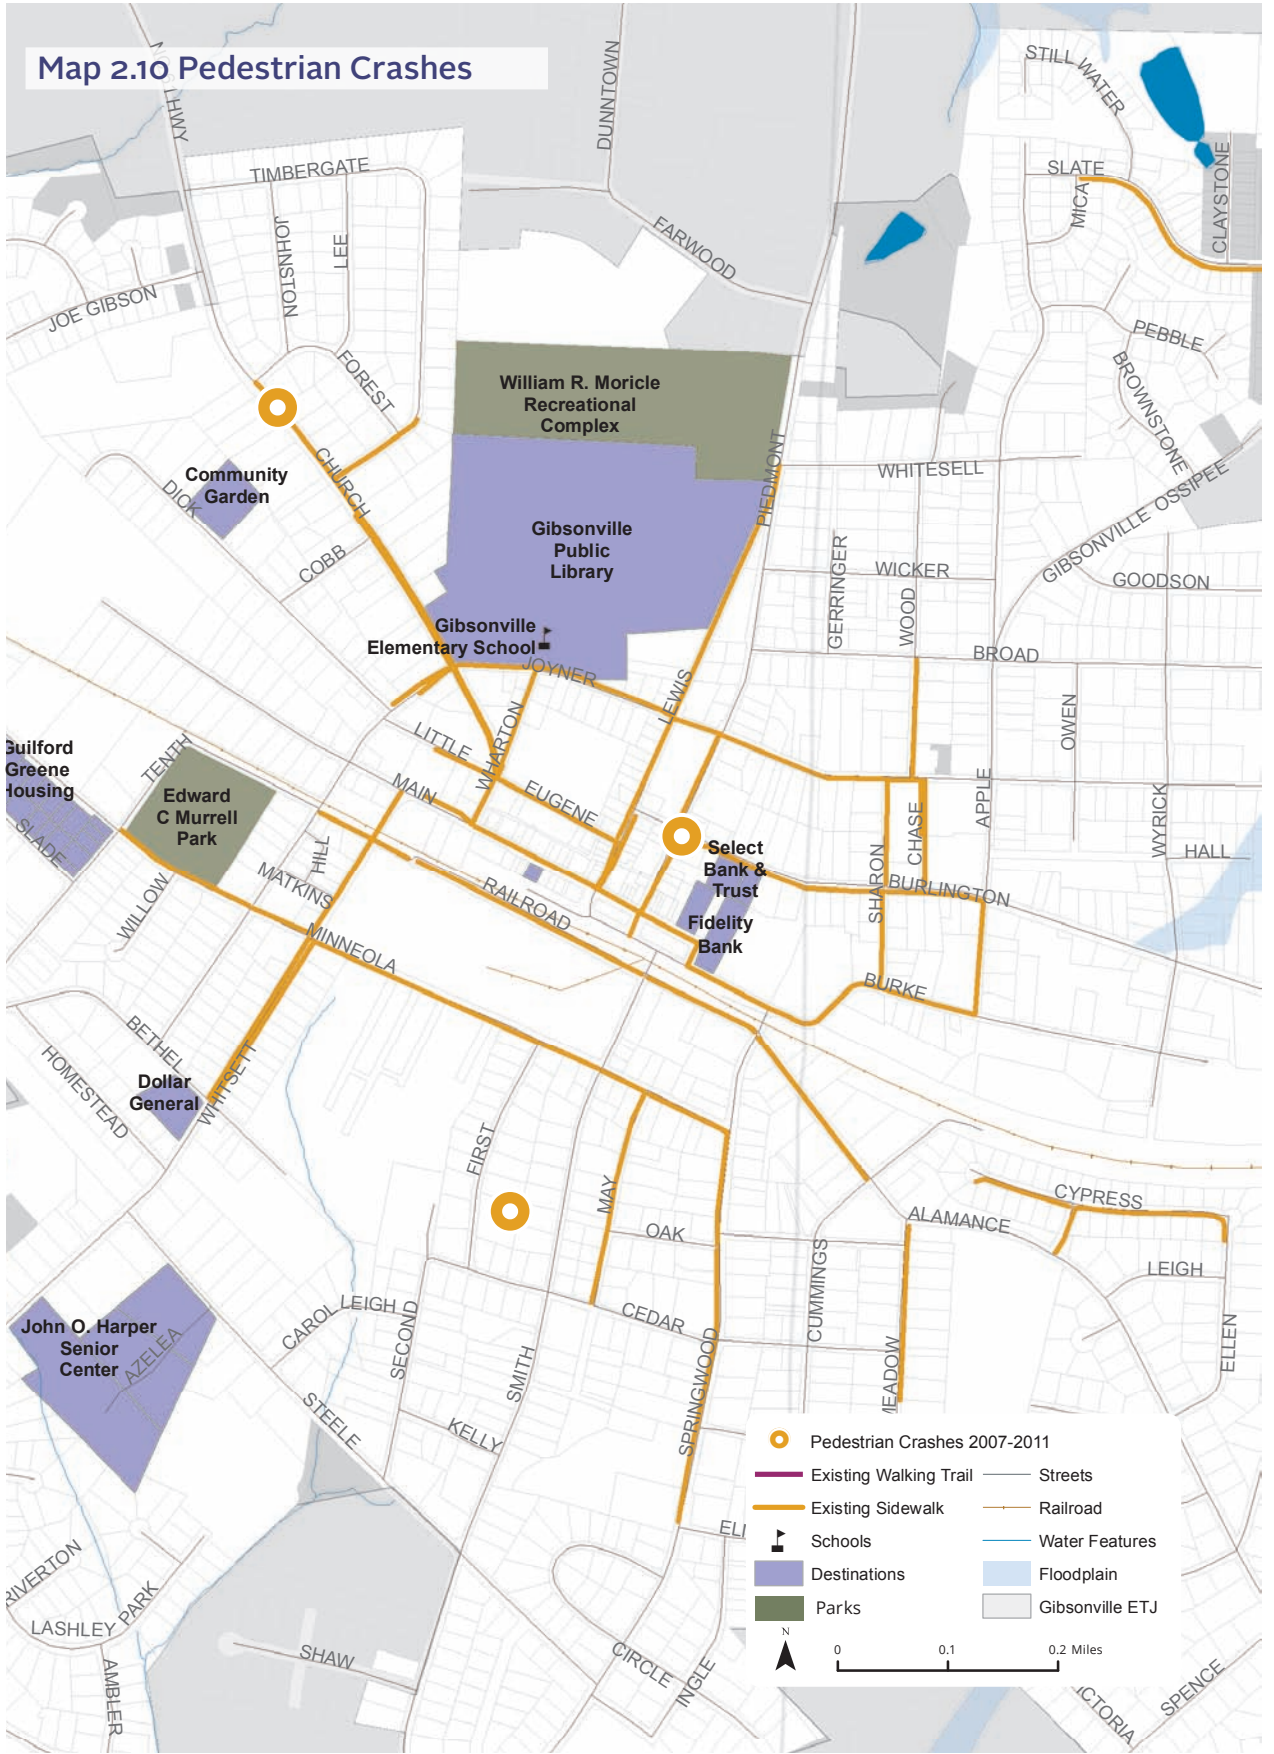 Map 2.10 Pedestrian Crashes
NORTH HWY
DUNNTOWN
STILL WATER
TIMBERGATE
SLATE
CLAYSTONE
MICA
JOHNSTON
LEE
FARWOOD
JOE GIBSON
PEBBLE
BROWNSTONE
FOREST
William R. Moricle
Recreational
Complex
CHURCH
PIEDMONT
WHITESELL
Community
Garden
DICK
GIBSONVILLE OSSIPEE
Gibsonville
Public
Library
COBB
GERRINGER
WICKER
WOOD
GOODSON
Gibsonville
Elementary School
JOYNER
BROAD
LEWIS
OWEN
LITTLE
WHARTON
Guilford
Greene
Housing
TENTH
MAIN
EUGENE
Edward
C Murrell
Park
APPLE
WYRICK
CHASE
SLADE
HILL
HALL
Select
Bank &
Trust
SHARON
BURLINGTON
MATKINS
WILLOW
RAILROAD
Fidelity
Bank
MINNEOLA
BURKE
BETHEL
HOMESTEAD
WHITSETT
Dollar
General
FIRST
MAY
CYPRESS
OAK
ALAMANCE
CUMMINGS
LEIGH
CAROL LEIGH
SECOND
CEDAR
ELLEN
John O. Harper
Senior
Center
AZELEA
SMITH
SPRINGWOOD
MEADOW
STEELE
KELLY
Pedestrian Crashes 2007-2011
Existing Walking Trail
Streets
Existing Sidewalk
Railroad
ELI
Schools
Water Features
Destinations
Floodplain
Parks
Gibsonville ETJ
N
0 0.1 0.2 Miles
RIVERTON
LASHLEY PARK
AMBLER
SHAW
CIRCLE
INGLE
ICTORIA
SPENCE